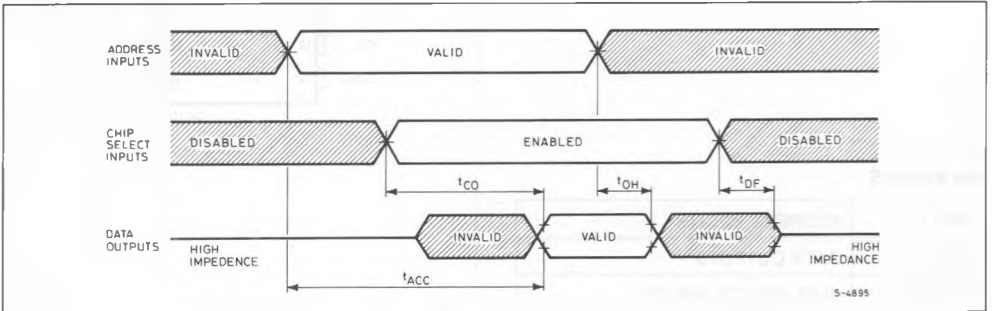 ADDRESS INPUTS
INVALID
VALID
INVALID
CHIP SELECT INPUTS
DISABLED
ENABLED
DISABLED
tCO
tOH
tDF
DATA OUTPUTS
HIGH IMPEDENCE
INVALID
VALID
INVALID
HIGH IMPEDANCE
tACC
S-4895